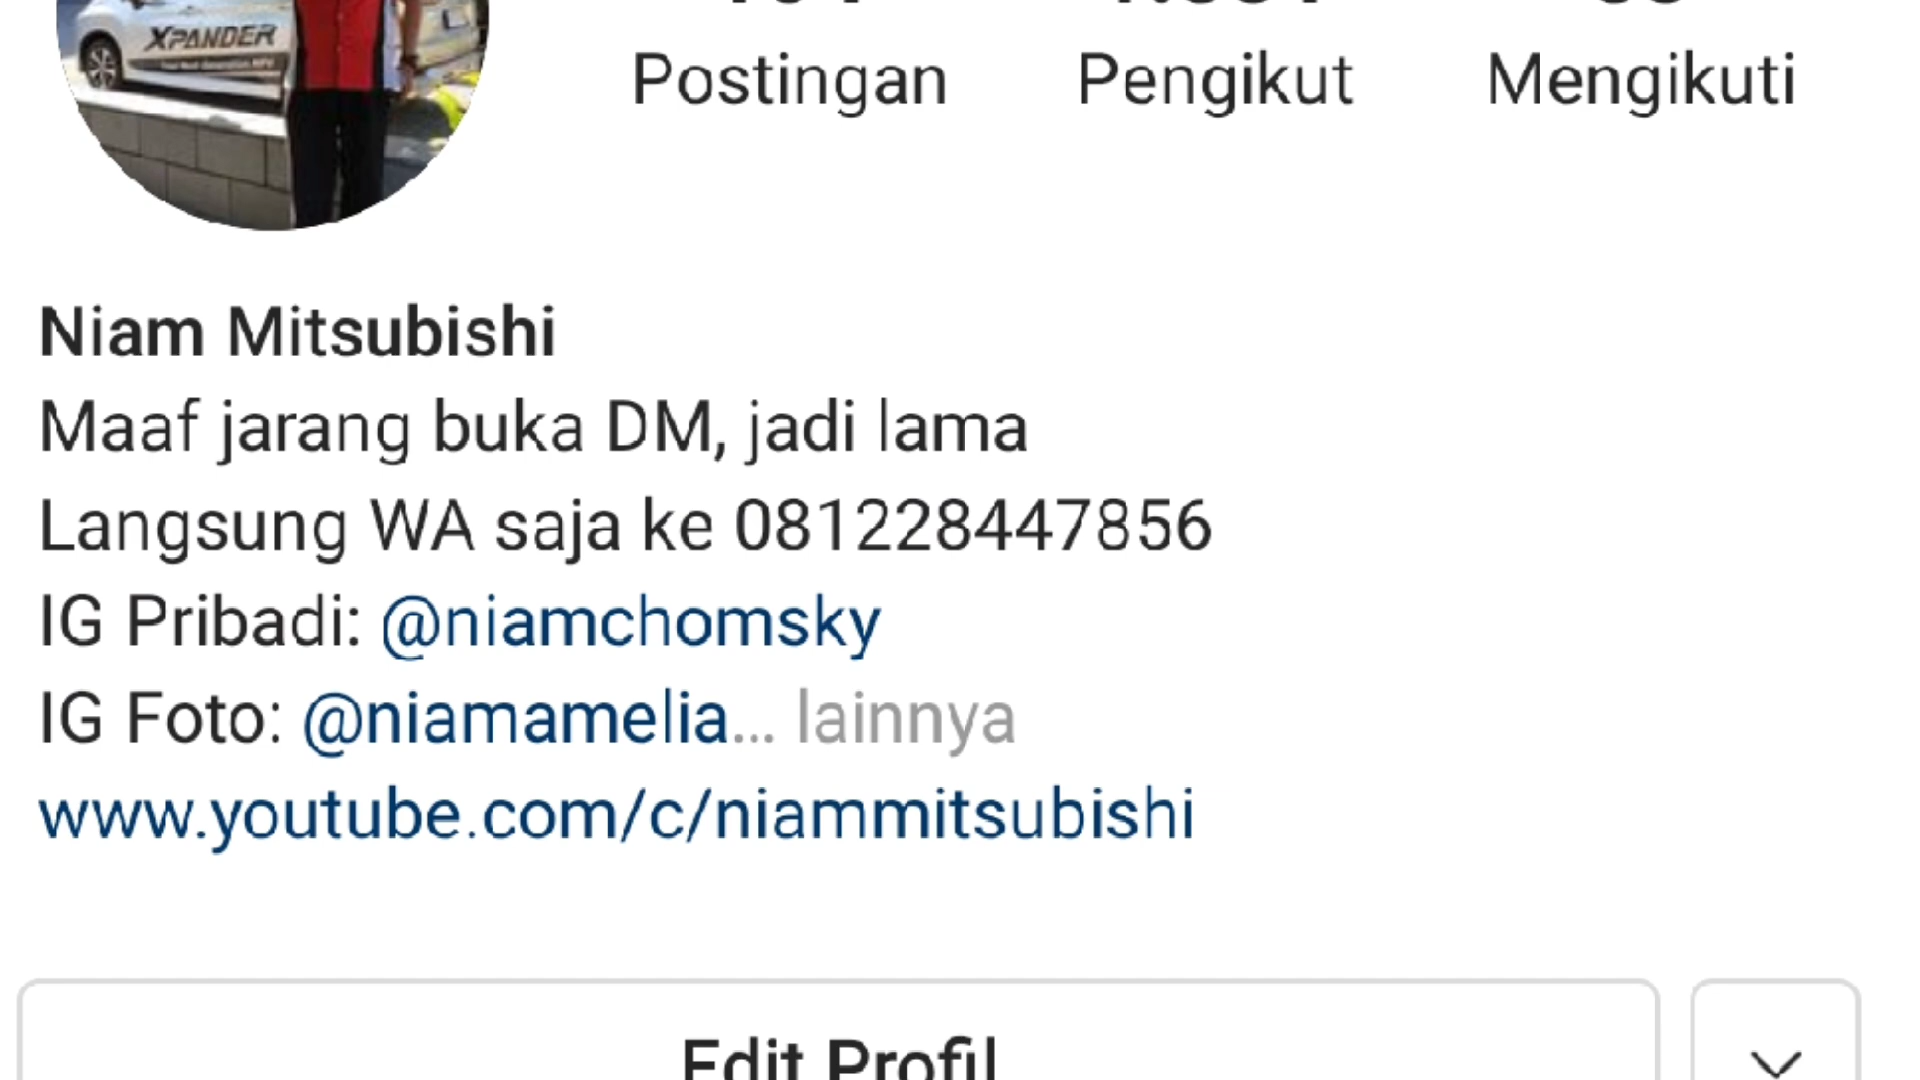 XPANDER
Postingan Pengikut Mengikuti
Niam Mitsubishi
Maaf jarang buka DM, jadi lama
Langsung WA saja ke 081228447856
IG Pribadi: @niamchomsky
IG Foto: @niamamelia... lainnya
www.youtube.com/c/niammitsubishi
Edit Profil